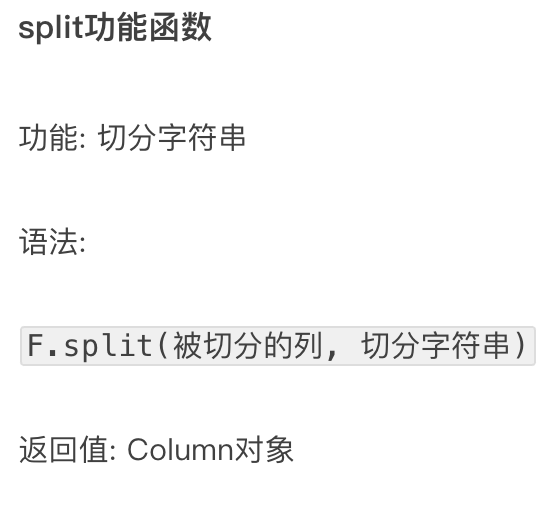 split功能函数
功能: 切分字符串
语法:
F.split(被切分的列, 切分字符串)
返回值: Column对象